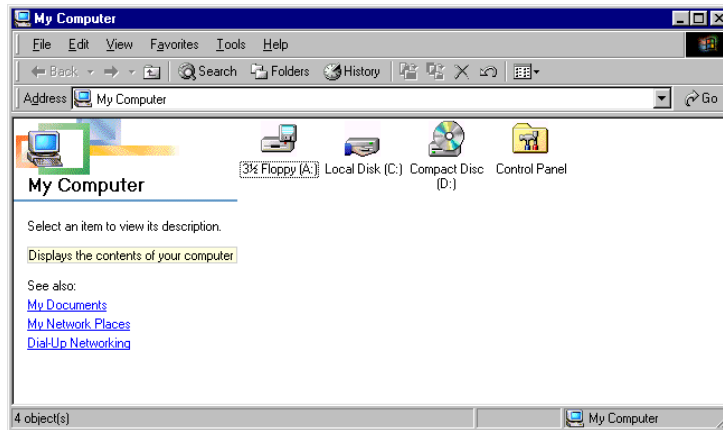 My Computer
File Edit View Favorites Tools Help
Back Search Folders History
Address My Computer Go
3½ Floppy (A:) Local Disk (C:) Compact Disc (D:) Control Panel
My Computer
Select an item to view its description.
Displays the contents of your computer
See also:
My Documents
My Network Places
Dial-Up Networking
4 object(s) My Computer